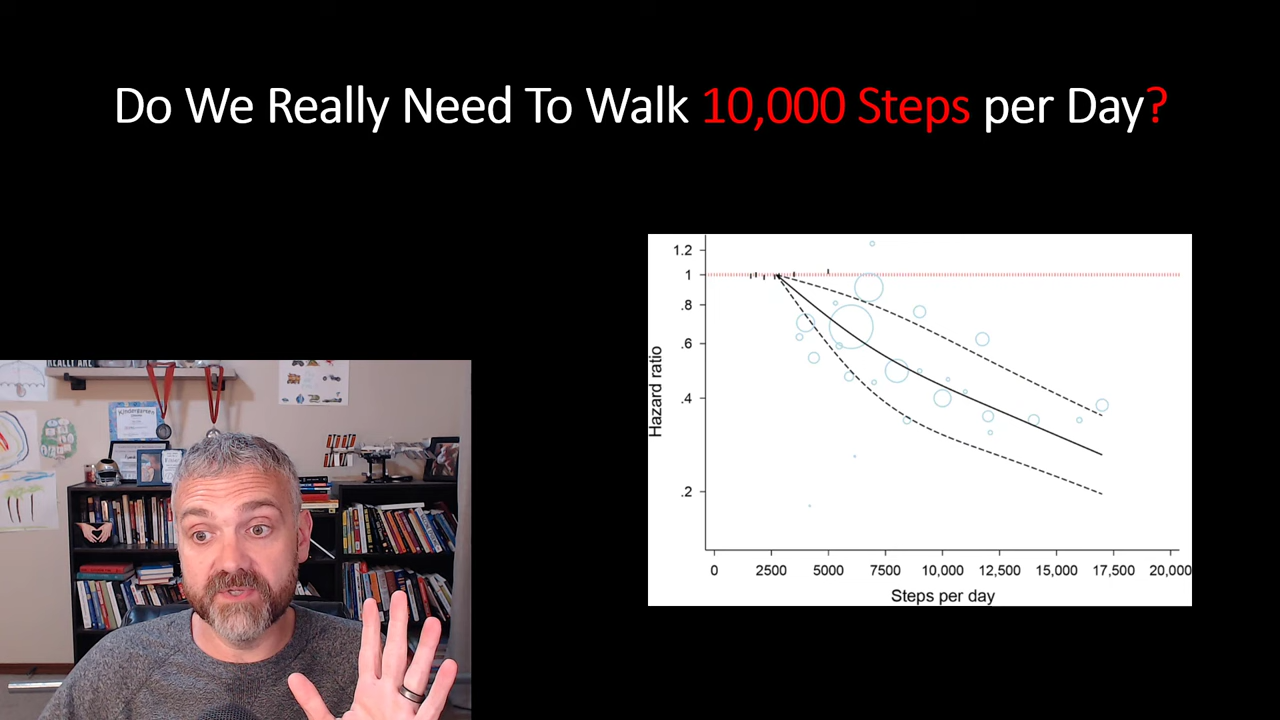 Do We Really Need To Walk 10,000 Steps per Day?
1.2
1
.8
.6
.4
.2
Hazard ratio
0 2500 5000 7500 10,000 12,500 15,000 17,500 20,000
Steps per day
Kindergarten